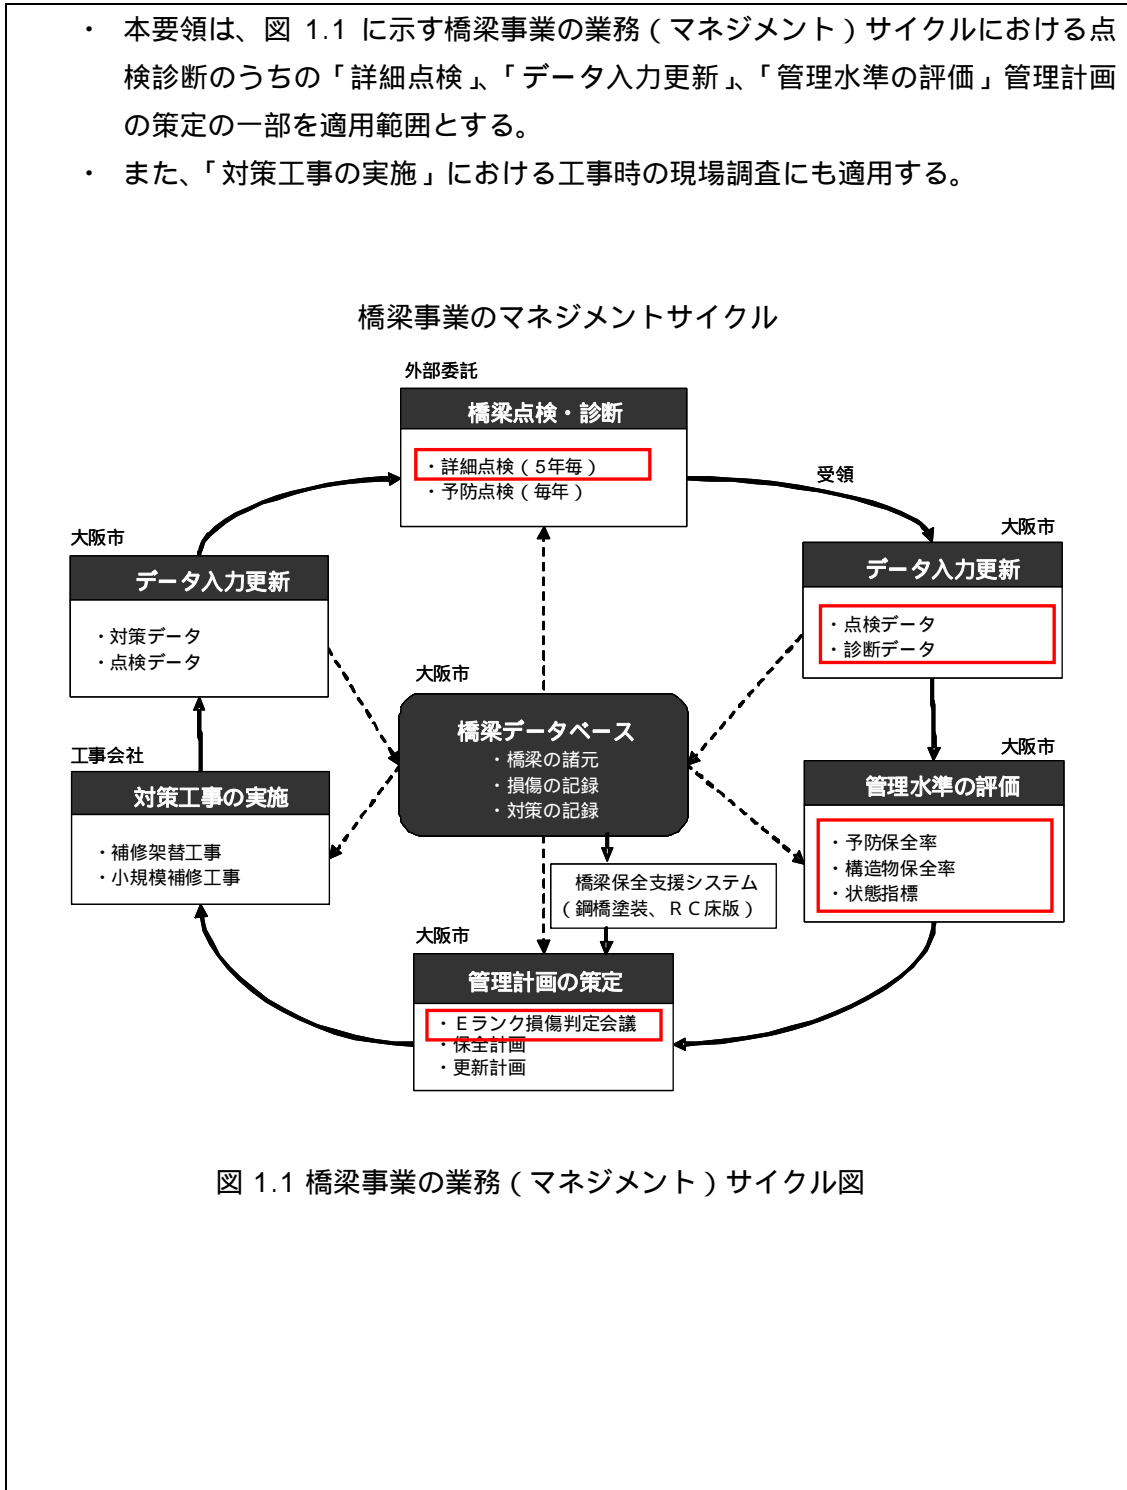 ・ 本要領は、図 1.1 に示す橋梁事業の業務（マネジメント）サイクルにおける点
検診断のうちの「詳細点検」、「データ入力更新」、「管理水準の評価」管理計画
の策定の一部を適用範囲とする。
・ また、「対策工事の実施」における工事時の現場調査にも適用する。
橋梁事業のマネジメントサイクル
外部委託
橋梁点検・診断
・詳細点検（5年毎）
・予防点検（毎年）
受領
大阪市
データ入力更新
・点検データ
・診断データ
大阪市
データ入力更新
・対策データ
・点検データ
大阪市
橋梁データベース
・橋梁の諸元
・損傷の記録
・対策の記録
大阪市
管理水準の評価
・予防保全率
・構造物保全率
・状態指標
工事会社
対策工事の実施
・補修架替工事
・小規模補修工事
橋梁保全支援システム
（鋼橋塗装、ＲＣ床版）
大阪市
管理計画の策定
・Ｅランク損傷判定会議
・保全計画
・更新計画
図 1.1 橋梁事業の業務（マネジメント）サイクル図